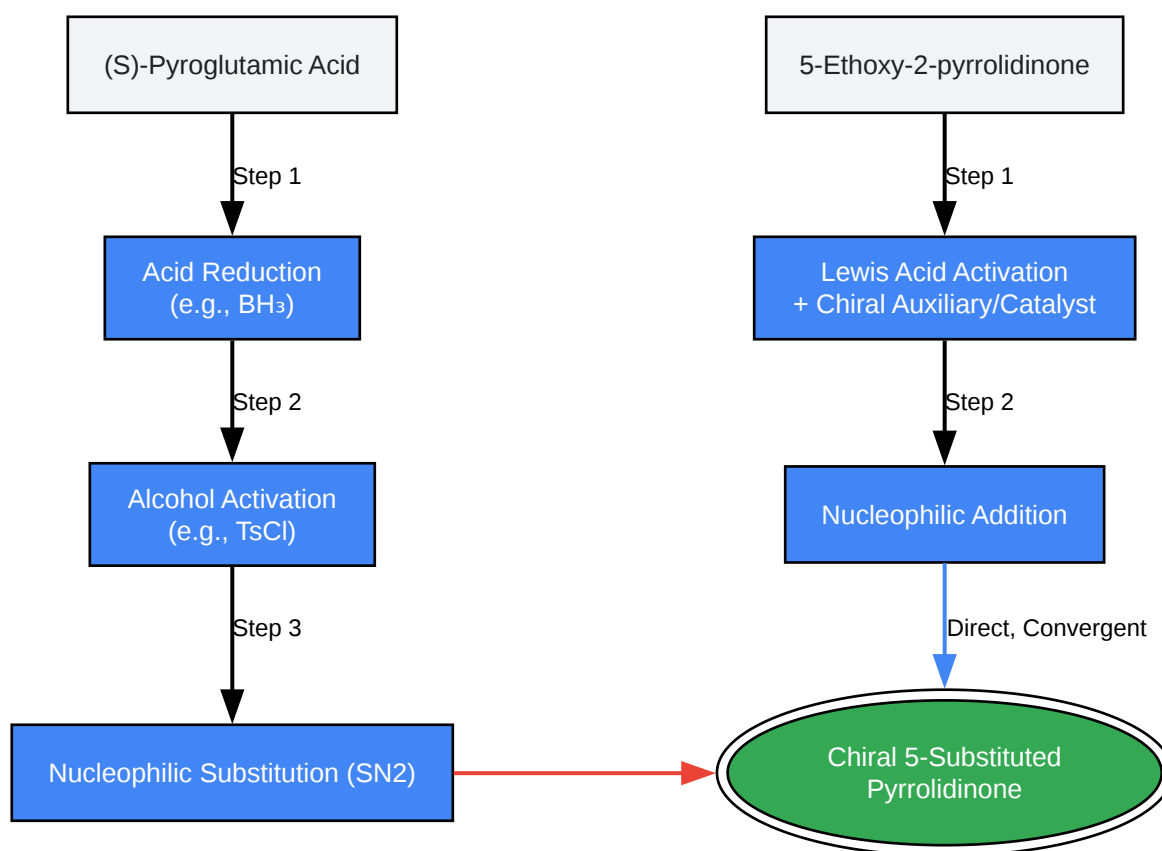 (S)-Pyroglutamic Acid
5-Ethoxy-2-pyrrolidinone
Step 1
Step 1
Acid Reduction
(e.g., BH₃)
Lewis Acid Activation
+ Chiral Auxiliary/Catalyst
Step 2
Step 2
Alcohol Activation
(e.g., TsCl)
Nucleophilic Addition
Step 3
Direct, Convergent
Nucleophilic Substitution (SN2)
Chiral 5-Substituted
Pyrrolidinone